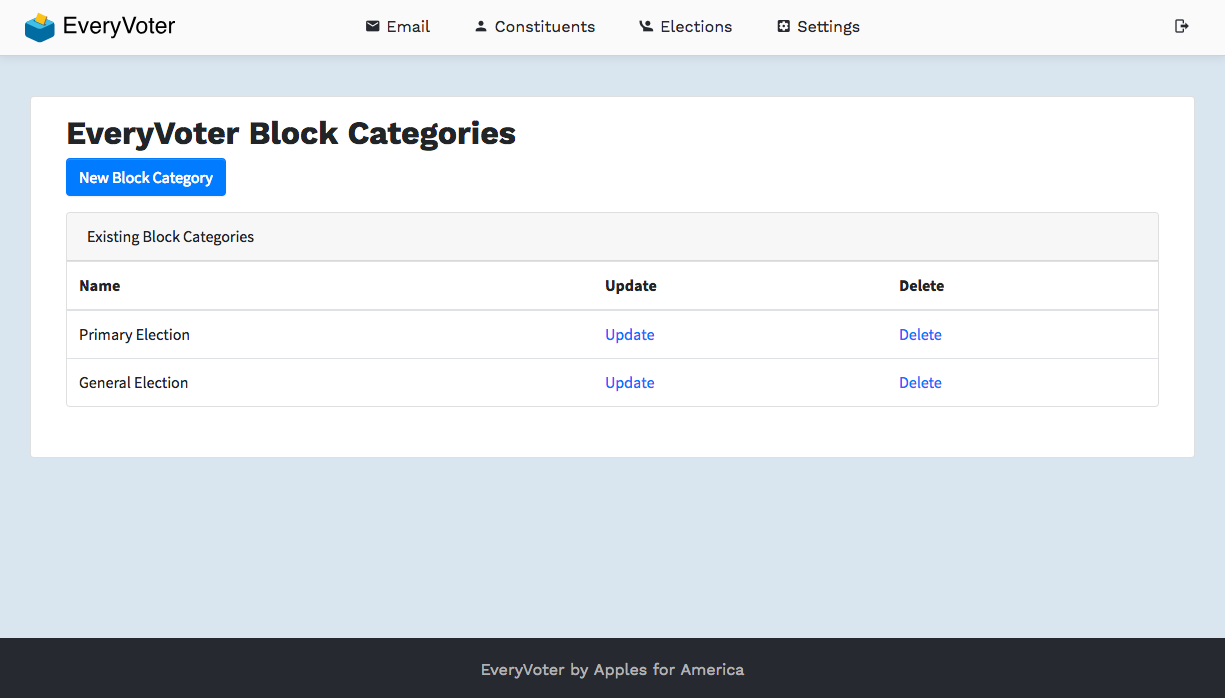 EveryVoter Email Constituents Elections Settings
EveryVoter Block Categories
New Block Category
Existing Block Categories
Name Update Delete
Primary Election Update Delete
General Election Update Delete
EveryVoter by Apples for America